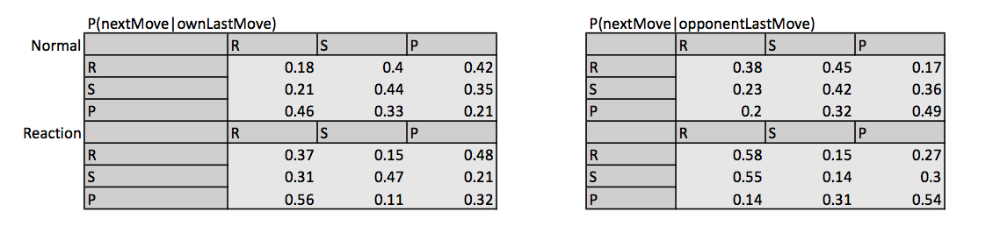 P(nextMove|ownLastMove) P(nextMove|opponentLastMove)
Normal R S P R S P
R 0.18 0.4 0.42 R 0.38 0.45 0.17
S 0.21 0.44 0.35 S 0.23 0.42 0.36
P 0.46 0.33 0.21 P 0.2 0.32 0.49
Reaction R S P R S P
R 0.37 0.15 0.48 R 0.58 0.15 0.27
S 0.31 0.47 0.21 S 0.55 0.14 0.3
P 0.56 0.11 0.32 P 0.14 0.31 0.54